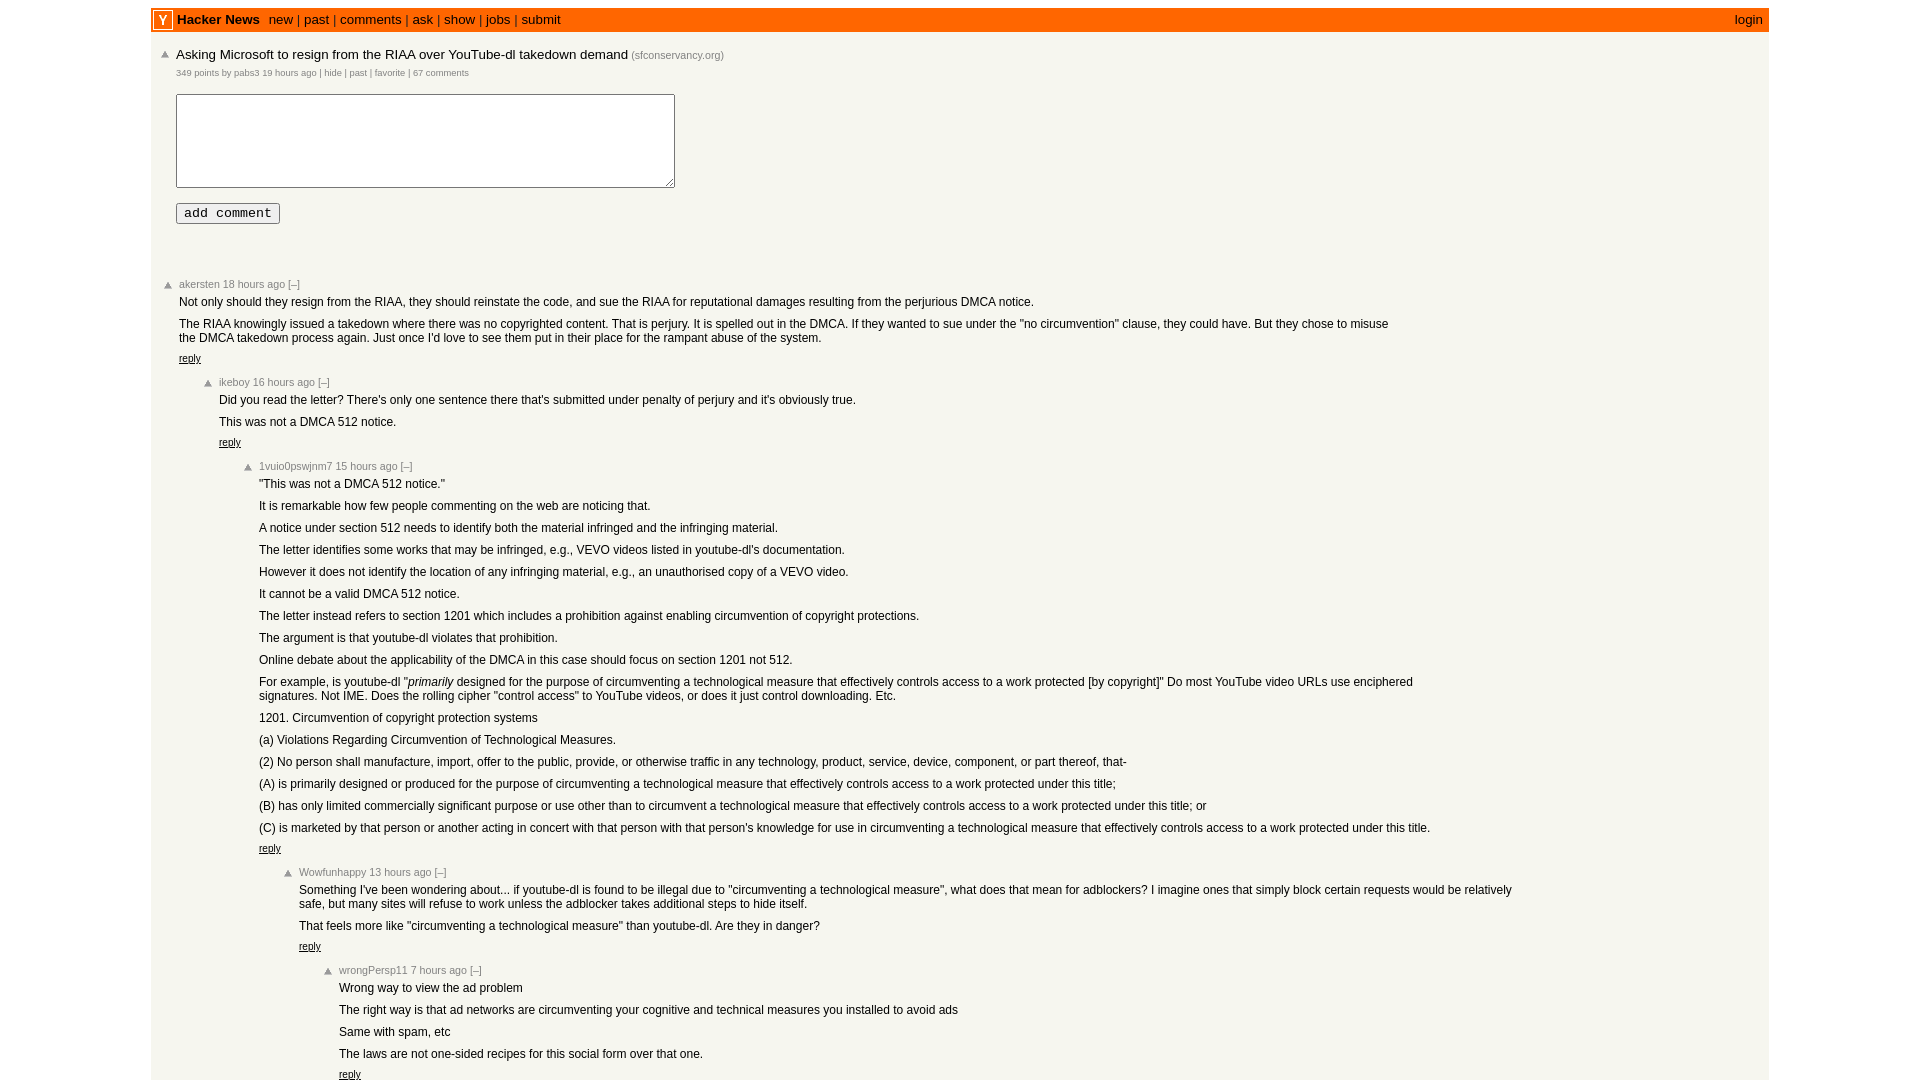 Y Hacker News new | past | comments | ask | show | jobs | submit login
Asking Microsoft to resign from the RIAA over YouTube-dl takedown demand (sfconservancy.org)
349 points by pabs3 19 hours ago | hide | past | favorite | 67 comments
add comment
akersten 18 hours ago [–]
Not only should they resign from the RIAA, they should reinstate the code, and sue the RIAA for reputational damages resulting from the perjurious DMCA notice.
The RIAA knowingly issued a takedown where there was no copyrighted content. That is perjury. It is spelled out in the DMCA. If they wanted to sue under the "no circumvention" clause, they could have. But they chose to misuse
the DMCA takedown process again. Just once I'd love to see them put in their place for the rampant abuse of the system.
reply
ikeboy 16 hours ago [–]
Did you read the letter? There's only one sentence there that's submitted under penalty of perjury and it's obviously true.
This was not a DMCA 512 notice.
reply
1vuio0pswjnm7 15 hours ago [–]
"This was not a DMCA 512 notice."
It is remarkable how few people commenting on the web are noticing that.
A notice under section 512 needs to identify both the material infringed and the infringing material.
The letter identifies some works that may be infringed, e.g., VEVO videos listed in youtube-dl's documentation.
However it does not identify the location of any infringing material, e.g., an unauthorised copy of a VEVO video.
It cannot be a valid DMCA 512 notice.
The letter instead refers to section 1201 which includes a prohibition against enabling circumvention of copyright protections.
The argument is that youtube-dl violates that prohibition.
Online debate about the applicability of the DMCA in this case should focus on section 1201 not 512.
For example, is youtube-dl "primarily designed for the purpose of circumventing a technological measure that effectively controls access to a work protected [by copyright]" Do most YouTube video URLs use enciphered
signatures. Not IME. Does the rolling cipher "control access" to YouTube videos, or does it just control downloading. Etc.
1201. Circumvention of copyright protection systems
(a) Violations Regarding Circumvention of Technological Measures.
(2) No person shall manufacture, import, offer to the public, provide, or otherwise traffic in any technology, product, service, device, component, or part thereof, that-
(A) is primarily designed or produced for the purpose of circumventing a technological measure that effectively controls access to a work protected under this title;
(B) has only limited commercially significant purpose or use other than to circumvent a technological measure that effectively controls access to a work protected under this title; or
(C) is marketed by that person or another acting in concert with that person with that person's knowledge for use in circumventing a technological measure that effectively controls access to a work protected under this title.
reply
Wowfunhappy 13 hours ago [–]
Something I've been wondering about... if youtube-dl is found to be illegal due to "circumventing a technological measure", what does that mean for adblockers? I imagine ones that simply block certain requests would be relatively
safe, but many sites will refuse to work unless the adblocker takes additional steps to hide itself.
That feels more like "circumventing a technological measure" than youtube-dl. Are they in danger?
reply
wrongPersp11 7 hours ago [–]
Wrong way to view the ad problem
The right way is that ad networks are circumventing your cognitive and technical measures you installed to avoid ads
Same with spam, etc
The laws are not one-sided recipes for this social form over that one.
reply